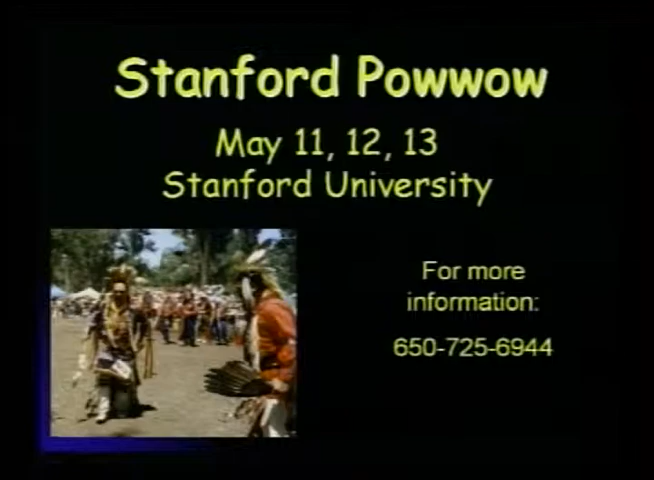 Stanford Powwow
May 11, 12, 13
Stanford University
For more
information:
650-725-6944